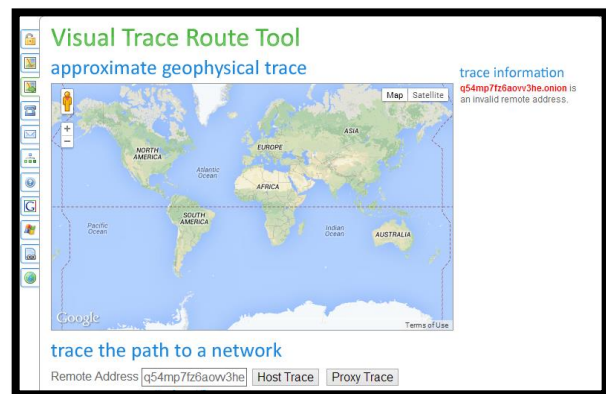 Visual Trace Route Tool
approximate geophysical trace
trace information
q54mp7fz6aovv3he.onion is
an invalid remote address.
Map Satellite
+
−
NORTH
AMERICA
Atlantic
Ocean
EUROPE
ASIA
AFRICA
Pacific
Ocean
SOUTH
AMERICA
Indian
Ocean
AUSTRALIA
Google
Terms of Use
trace the path to a network
Remote Address q54mp7fz6aovv3he Host Trace Proxy Trace